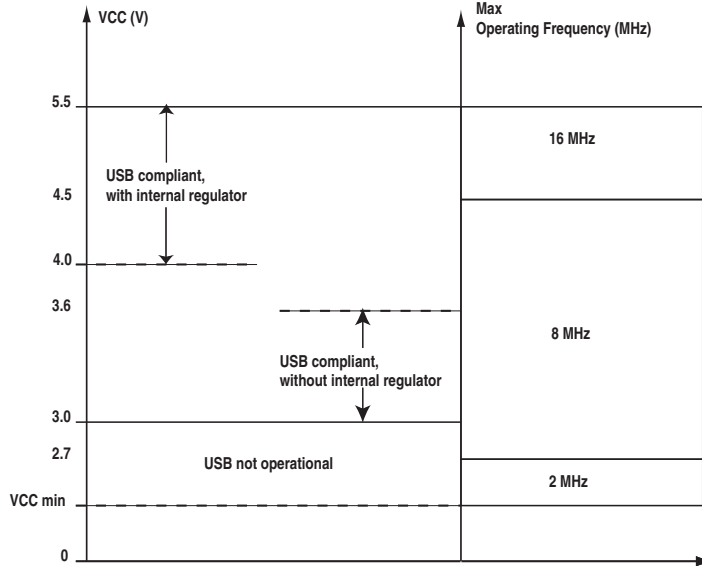 VCC (V)
Max
Operating Frequency (MHz)
5.5
16 MHz
USB compliant,
with internal regulator
4.5
4.0
3.6
8 MHz
USB compliant,
without internal regulator
3.0
2.7
USB not operational
2 MHz
VCC min
0